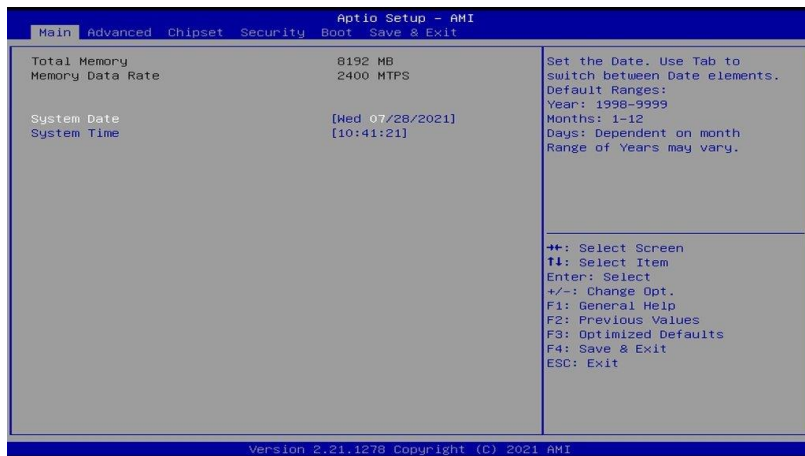 Aptio Setup – AMI
Main Advanced Chipset Security Boot Save & Exit
Total Memory 8192 MB
Memory Data Rate 2400 MTPS
System Date [Wed 07/28/2021]
System Time [10:41:21]
Set the Date. Use Tab to
switch between Date elements.
Default Ranges:
Year: 1998-9999
Months: 1-12
Days: Dependent on month
Range of Years may vary.
→←: Select Screen
↑↓: Select Item
Enter: Select
+/-: Change Opt.
F1: General Help
F2: Previous Values
F3: Optimized Defaults
F4: Save & Exit
ESC: Exit
Version 2.21.1278 Copyright (C) 2021 AMI